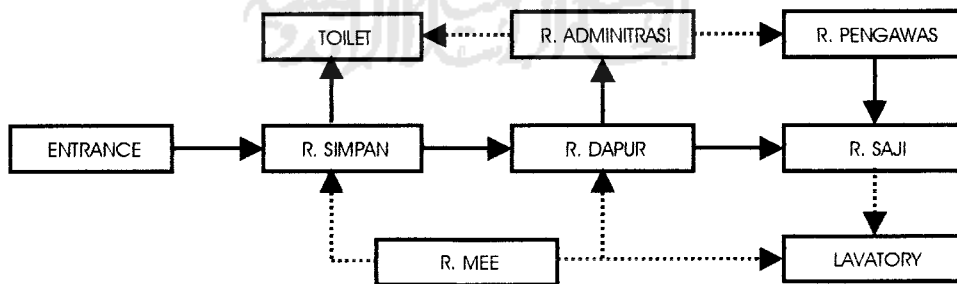 TOILET
R. ADMINITRASI
R. PENGAWAS
ENTRANCE
R. SIMPAN
R. DAPUR
R. SAJI
R. MEE
LAVATORY